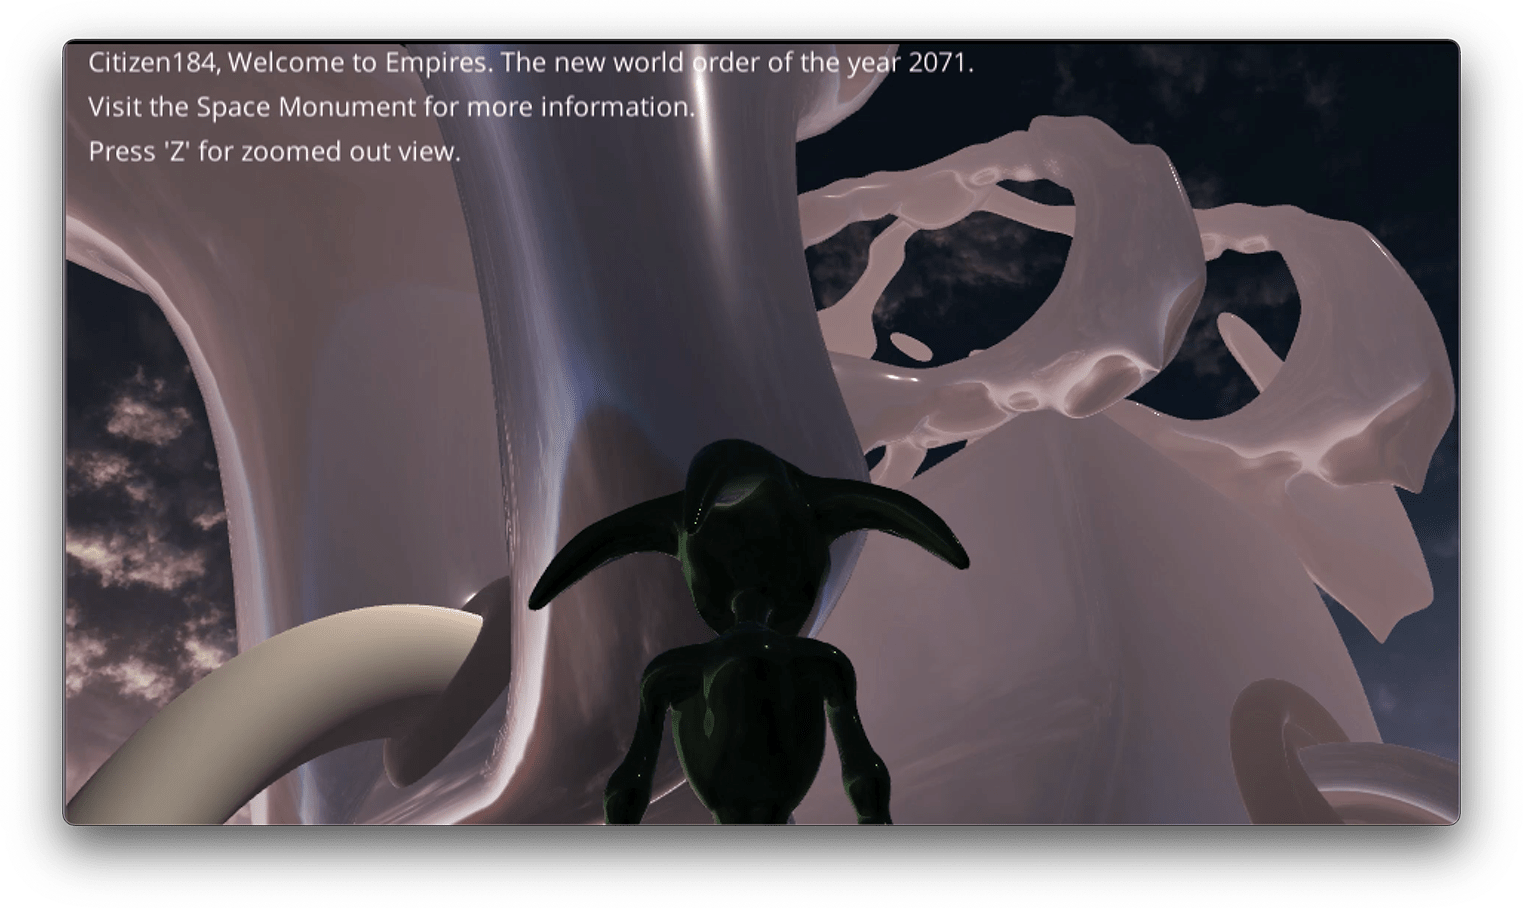 Citizen184, Welcome to Empires. The new world order of the year 2071.
Visit the Space Monument for more information.
Press 'Z' for zoomed out view.